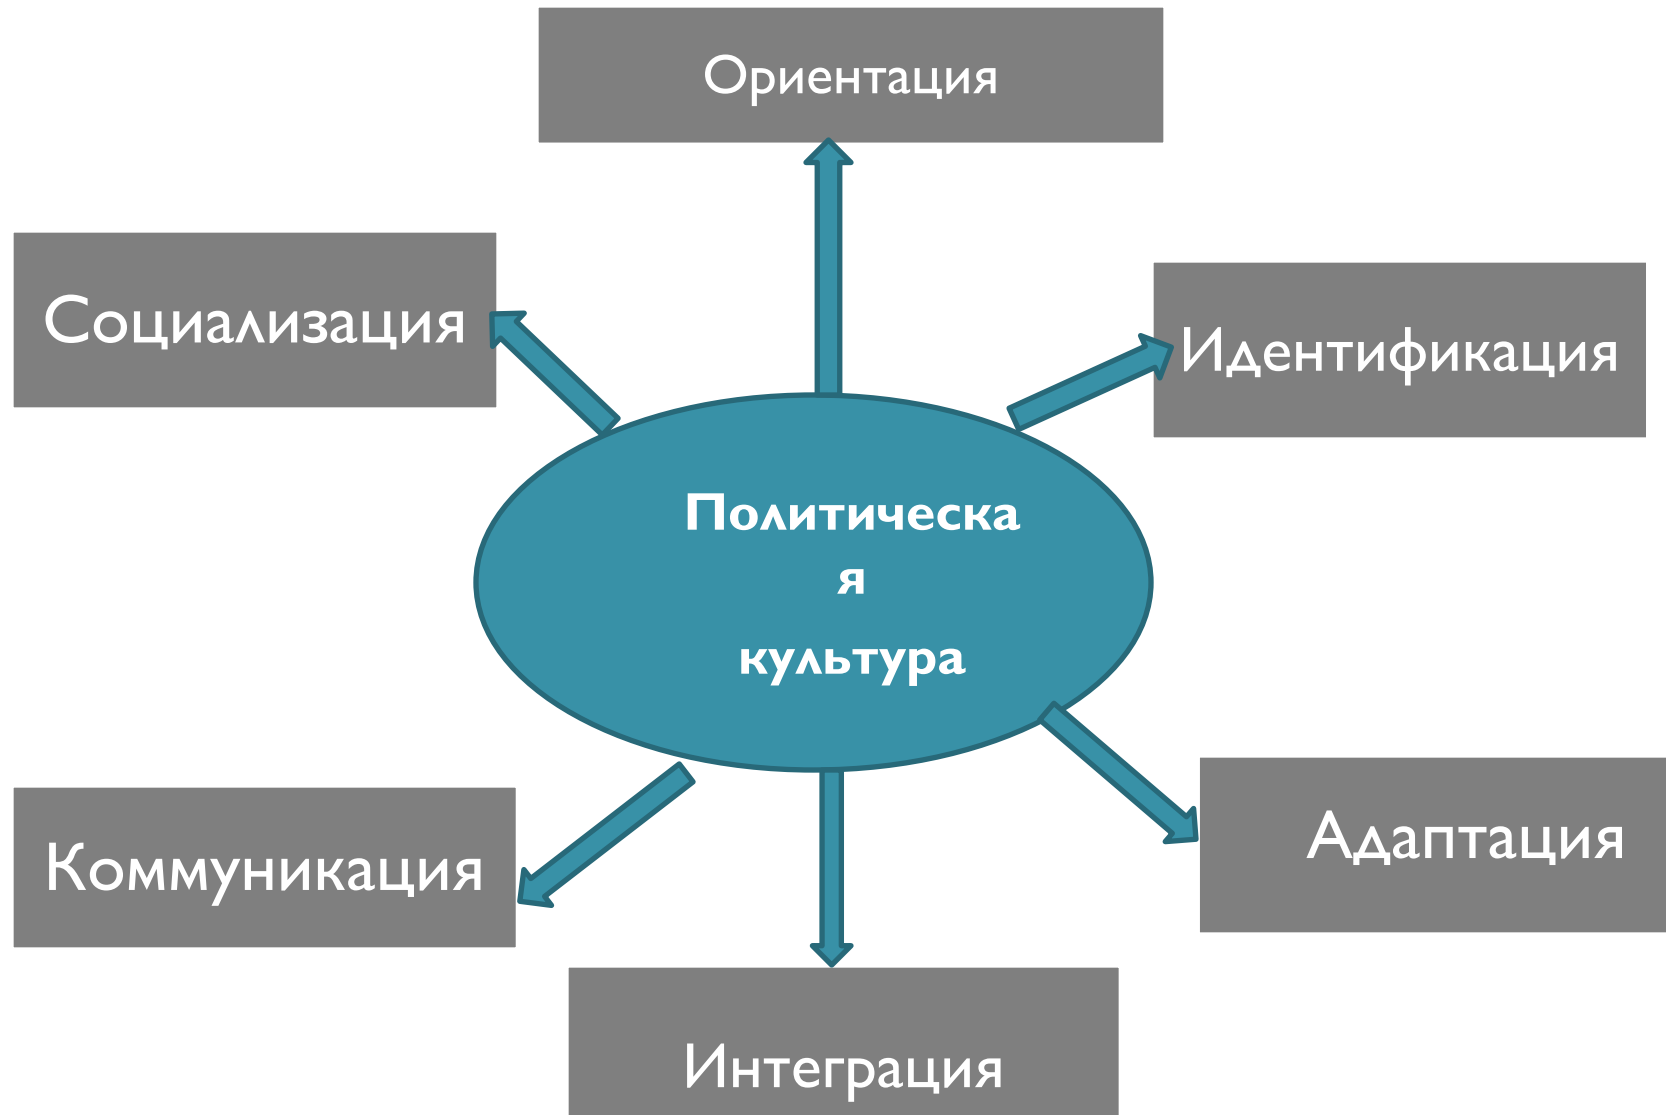 Ориентация
Социализация
Идентификация
Политическа
я
культура
Коммуникация
Адаптация
Интеграция